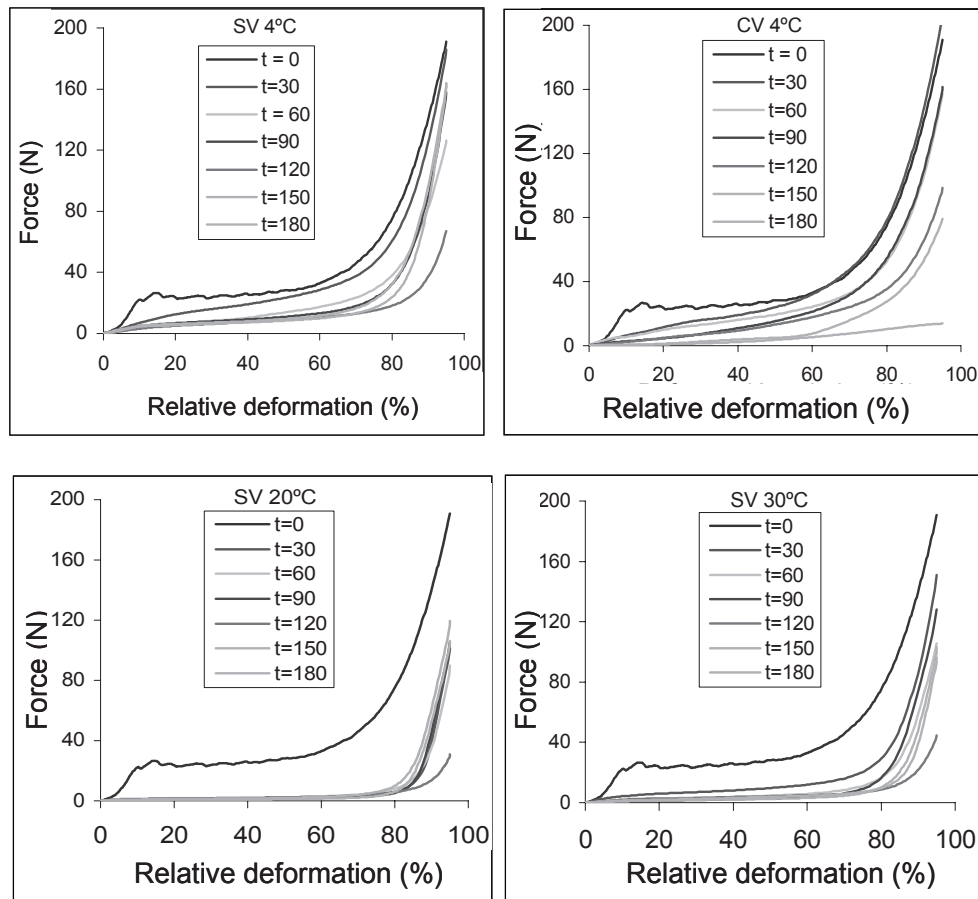 SV 4ºC
200
160
120
80
40
0
0 20 40 60 80 100
Force (N)
Relative deformation (%)
t = 0
t=30
t = 60
t=90
t=120
t=150
t=180
CV 4ºC
200
160
120
80
40
0
0 20 40 60 80 100
Force (N)
Relative deformation (%)
t=0
t=30
t=60
t=90
t=120
t=150
t=180
SV 20ºC
200
160
120
80
40
0
0 20 40 60 80 100
Force (N)
Relative deformation (%)
t=0
t=30
t=60
t=90
t=120
t=150
t=180
SV 30ºC
200
160
120
80
40
0
0 20 40 60 80 100
Force (N)
Relative deformation (%)
t=0
t=30
t=60
t=90
t=120
t=150
t=180